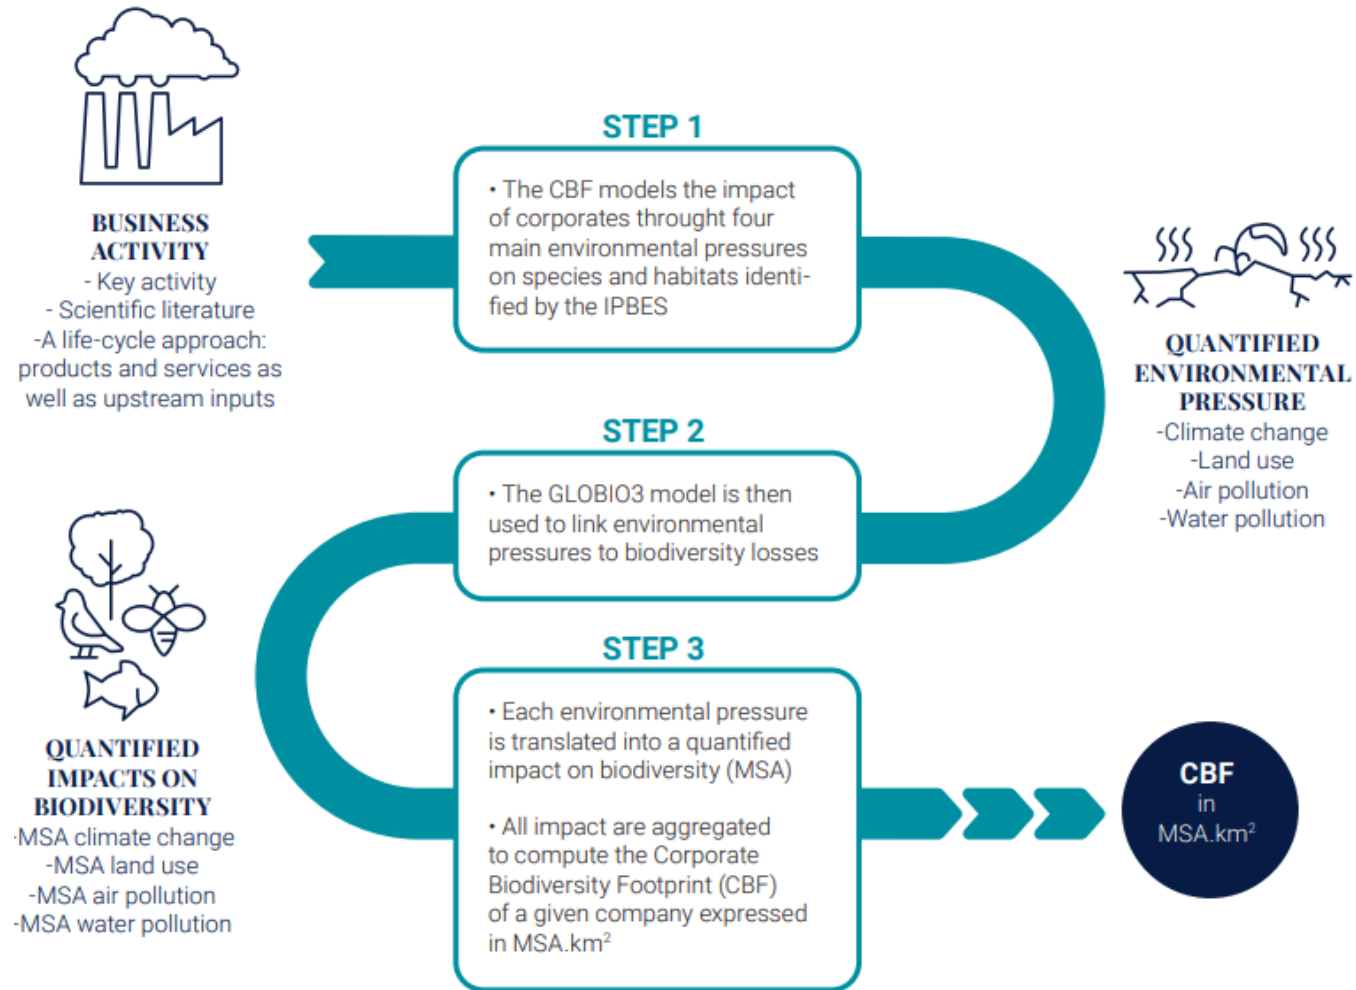 BUSINESS
ACTIVITY
- Key activity
- Scientific literature
-A life-cycle approach:
products and services as
well as upstream inputs
STEP 1
• The CBF models the impact
of corporates throught four
main environmental pressures
on species and habitats identi-
fied by the IPBES
QUANTIFIED
ENVIRONMENTAL
PRESSURE
-Climate change
-Land use
-Air pollution
-Water pollution
STEP 2
• The GLOBIO3 model is then
used to link environmental
pressures to biodiversity losses
QUANTIFIED
IMPACTS ON
BIODIVERSITY
-MSA climate change
-MSA land use
-MSA air pollution
-MSA water pollution
STEP 3
• Each environmental pressure
is translated into a quantified
impact on biodiversity (MSA)
• All impact are aggregated
to compute the Corporate
Biodiversity Footprint (CBF)
of a given company expressed
in MSA.km²
CBF
in
MSA.km²